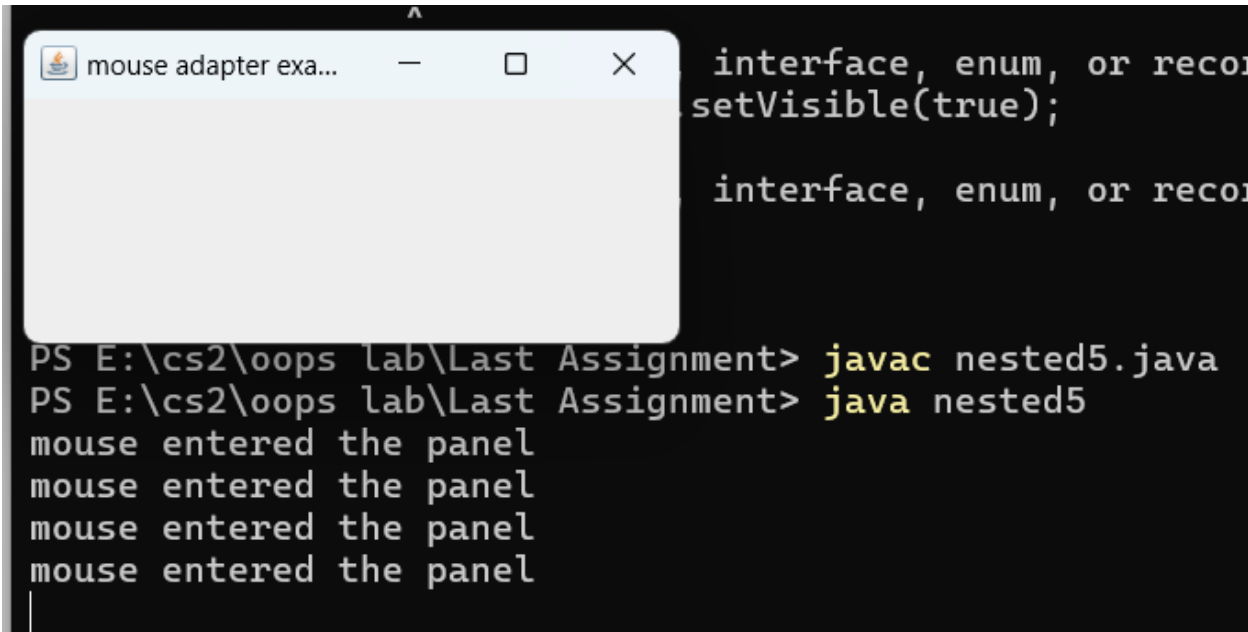 ^
mouse adapter exa...
, interface, enum, or recor
.setVisible(true);
, interface, enum, or recor
PS E:\cs2\oops lab\Last Assignment> javac nested5.java
PS E:\cs2\oops lab\Last Assignment> java nested5
mouse entered the panel
mouse entered the panel
mouse entered the panel
mouse entered the panel